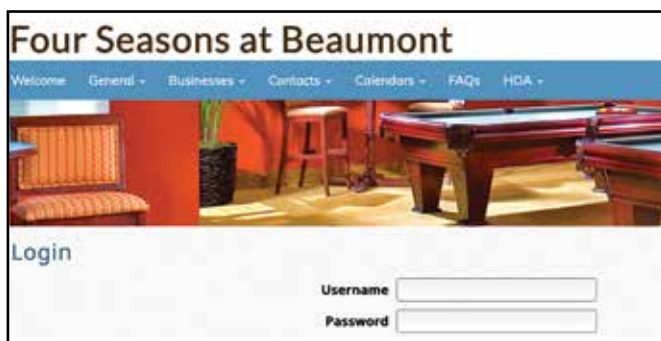 Four Seasons at Beaumont
Welcome General Businesses Contacts Calendars FAQs HOA
Login
Username
Password